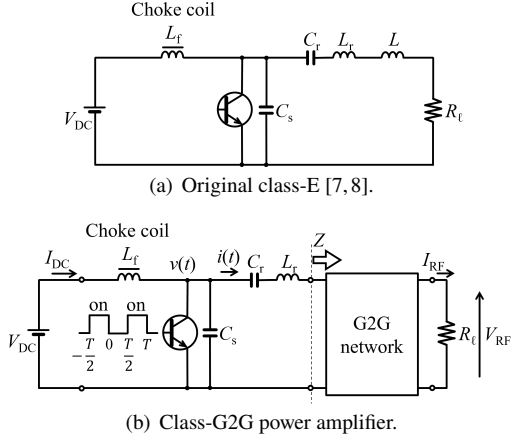 Choke coil
L_f
C_r L_r L
V_DC
C_s
R_ℓ
(a) Original class-E [7, 8].
Choke coil
I_DC L_f v(t) i(t) C_r L_r Z I_RF
on on
V_DC
-T/2 0 T/2 T
C_s
G2G
network
R_ℓ V_RF
(b) Class-G2G power amplifier.